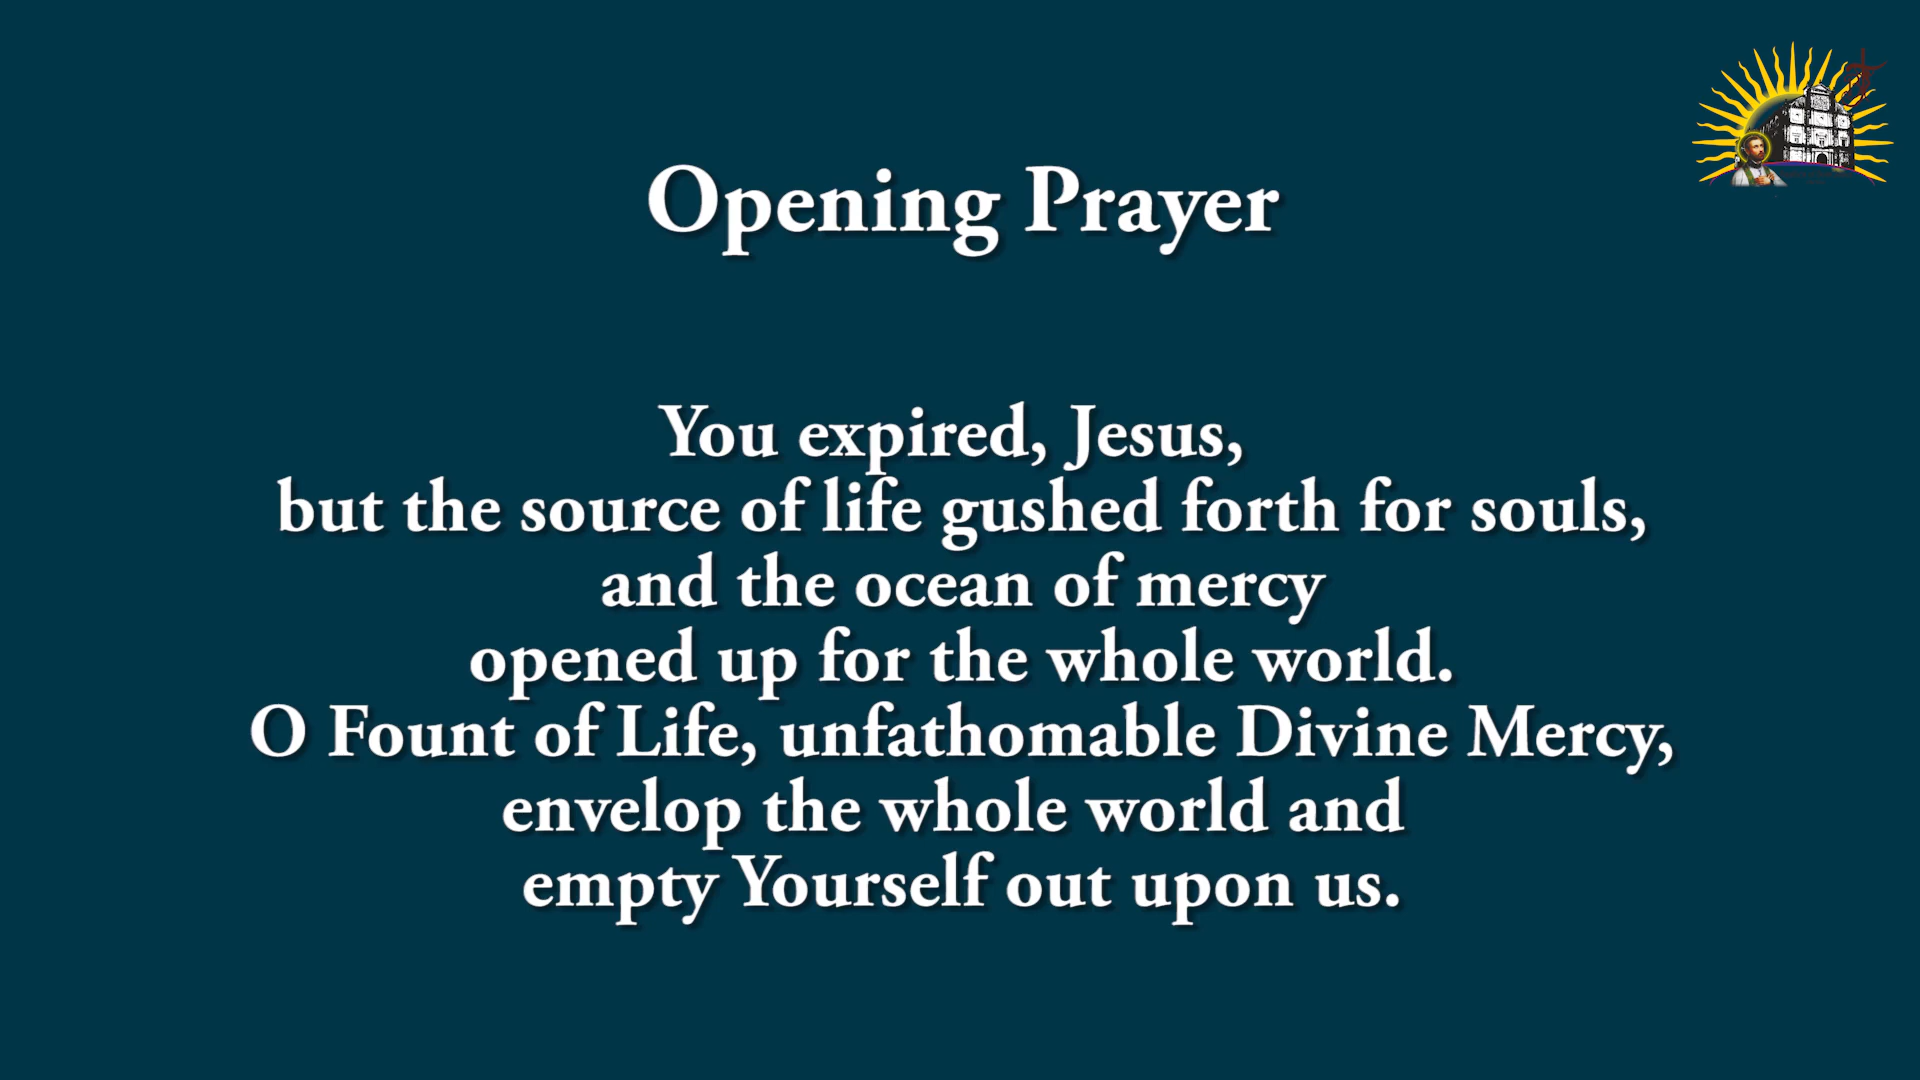 Opening Prayer
You expired, Jesus,
but the source of life gushed forth for souls,
and the ocean of mercy
opened up for the whole world.
O Fount of Life, unfathomable Divine Mercy,
envelop the whole world and
empty Yourself out upon us.